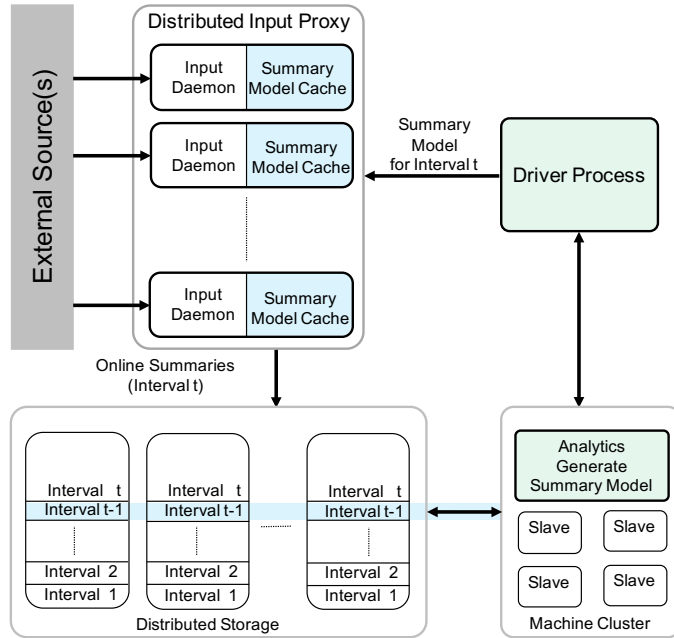 Distributed Input Proxy
External Source(s)
Input
Daemon
Summary
Model Cache
Input
Daemon
Summary
Model Cache
Input
Daemon
Summary
Model Cache
Summary
Model
for Interval t
Driver Process
Online Summaries
(Interval t)
Interval t
Interval t-1
Interval 2
Interval 1
Interval t
Interval t-1
Interval 2
Interval 1
Interval t
Interval t-1
Interval 2
Interval 1
Distributed Storage
Analytics
Generate
Summary Model
Slave
Slave
Slave
Slave
Machine Cluster